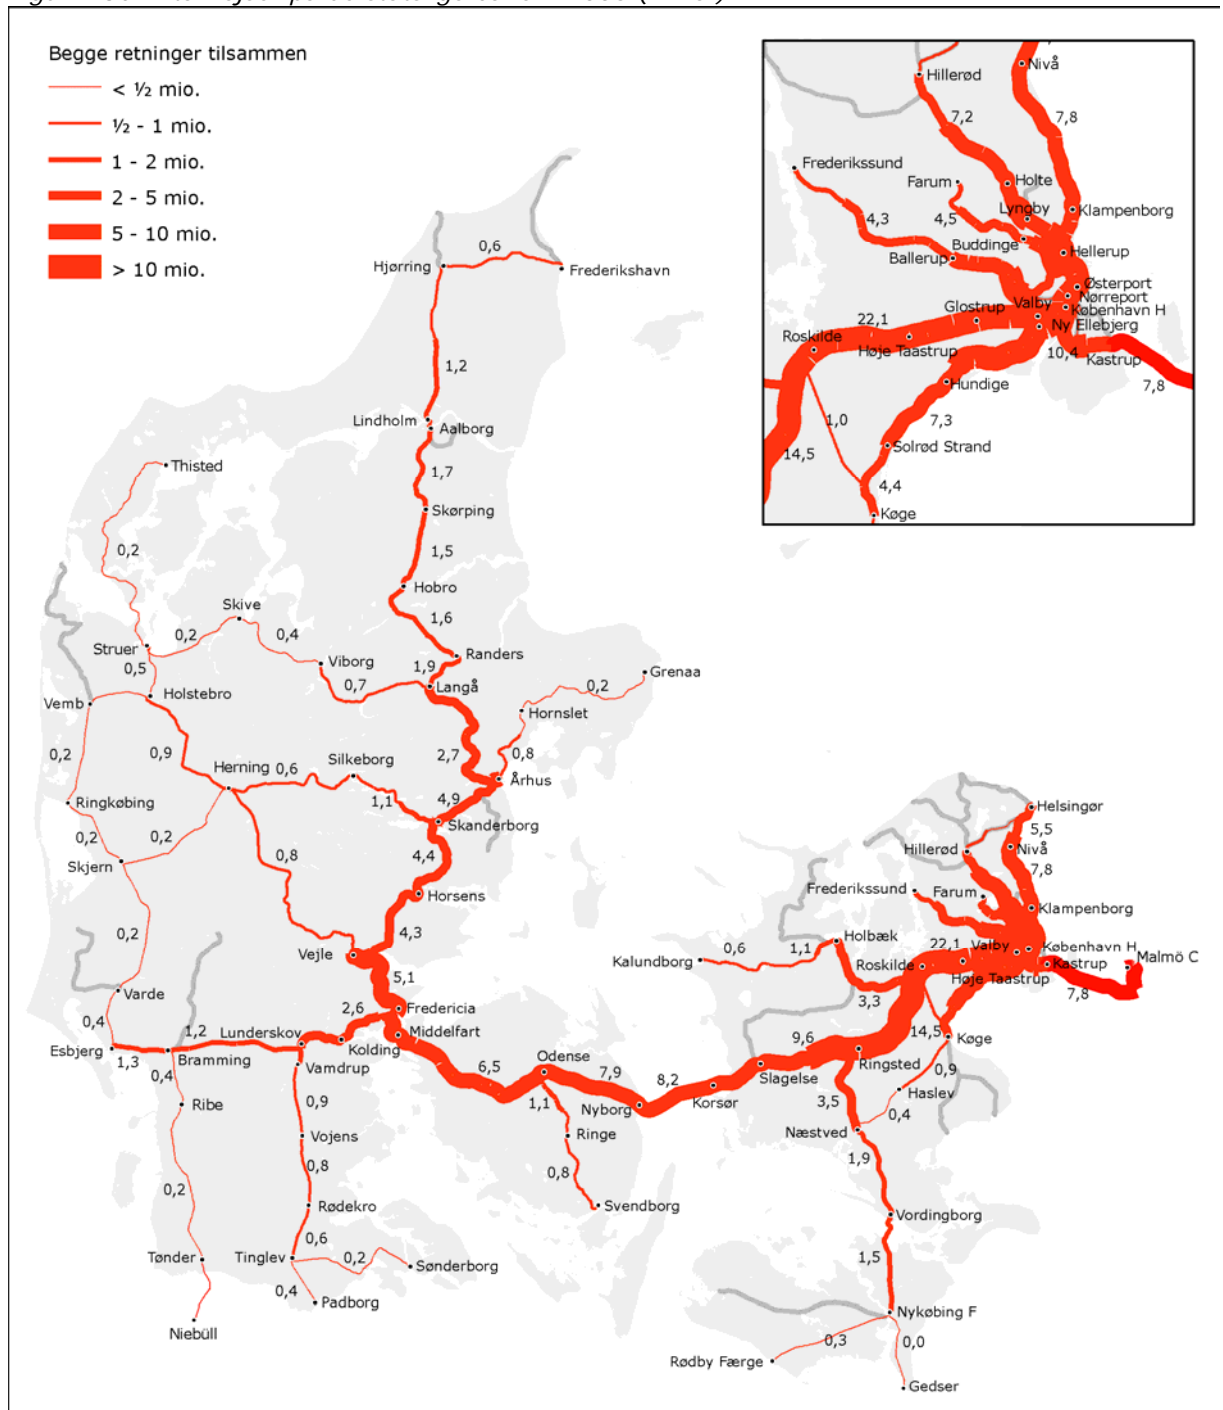 Begge retninger tilsammen
< ½ mio.
½ - 1 mio.
1 - 2 mio.
2 - 5 mio.
5 - 10 mio.
> 10 mio.
Hillerød
Nivå
7,2
7,8
Frederikssund
Farum
Holte
4,3
4,5
Lyngby
Klampenborg
Buddinge
Ballerup
Hellerup
Østerport
Nørreport
Glostrup
Valby
København H
22,1
Ny Ellebjerg
Roskilde
Høje Taastrup
10,4
Kastrup
7,8
Hundige
1,0
7,3
14,5
Solrød Strand
4,4
Køge
0,6
Hjørring
Frederikshavn
1,2
Lindholm
Aalborg
Thisted
1,7
Skørping
0,2
1,5
Hobro
Skive
1,6
0,2
0,4
Struer
Viborg
Randers
0,5
1,9
Grenaa
0,7
Langå
0,2
Holstebro
Vemb
Hornslet
0,2
0,9
2,7
0,8
Herning
0,6
Silkeborg
Århus
Ringkøbing
1,1
4,9
Skanderborg
0,2
0,2
Skjern
0,8
4,4
Horsens
0,2
4,3
Vejle
5,1
Varde
2,6
Fredericia
0,4
1,2
Lunderskov
Middelfart
Esbjerg
1,3
Bramming
Kolding
0,4
Vamdrup
6,5
Odense
7,9
Ribe
0,9
1,1
Nyborg
Vojens
Ringe
0,8
0,8
0,2
Rødekro
Svendborg
0,6
Tønder
Tinglev
0,2
Sønderborg
0,4
Padborg
Niebüll
Helsingør
5,5
Hillerød
Nivå
7,8
Frederikssund
Farum
Klampenborg
Holbæk
0,6
1,1
22,1
Valby
København H
Kalundborg
Roskilde
Malmö C
Kastrup
Høje Taastrup
3,3
7,8
14,5
9,6
Køge
Ringsted
8,2
Slagelse
0,9
Korsør
Haslev
3,5
0,4
Næstved
1,9
Vordingborg
1,5
Nykøbing F
0,3
0,0
Rødby Færge
Gedser